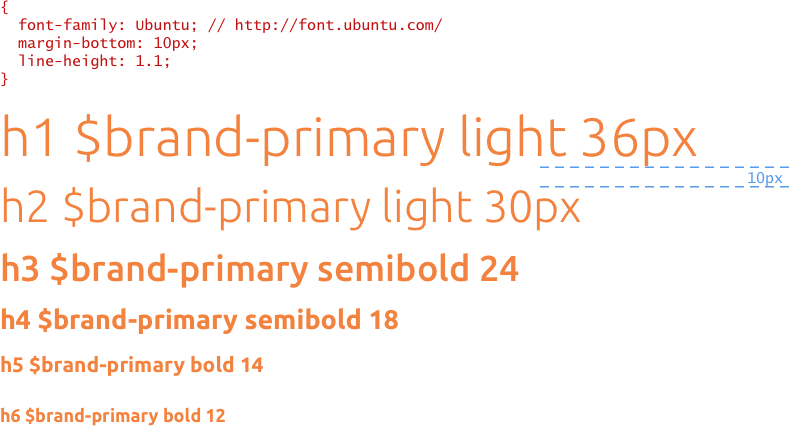 {
font-family: Ubuntu; // http://font.ubuntu.com/
margin-bottom: 10px;
line-height: 1.1;
}
h1 $brand-primary light 36px
10px
h2 $brand-primary light 30px
h3 $brand-primary semibold 24
h4 $brand-primary semibold 18
h5 $brand-primary bold 14
h6 $brand-primary bold 12